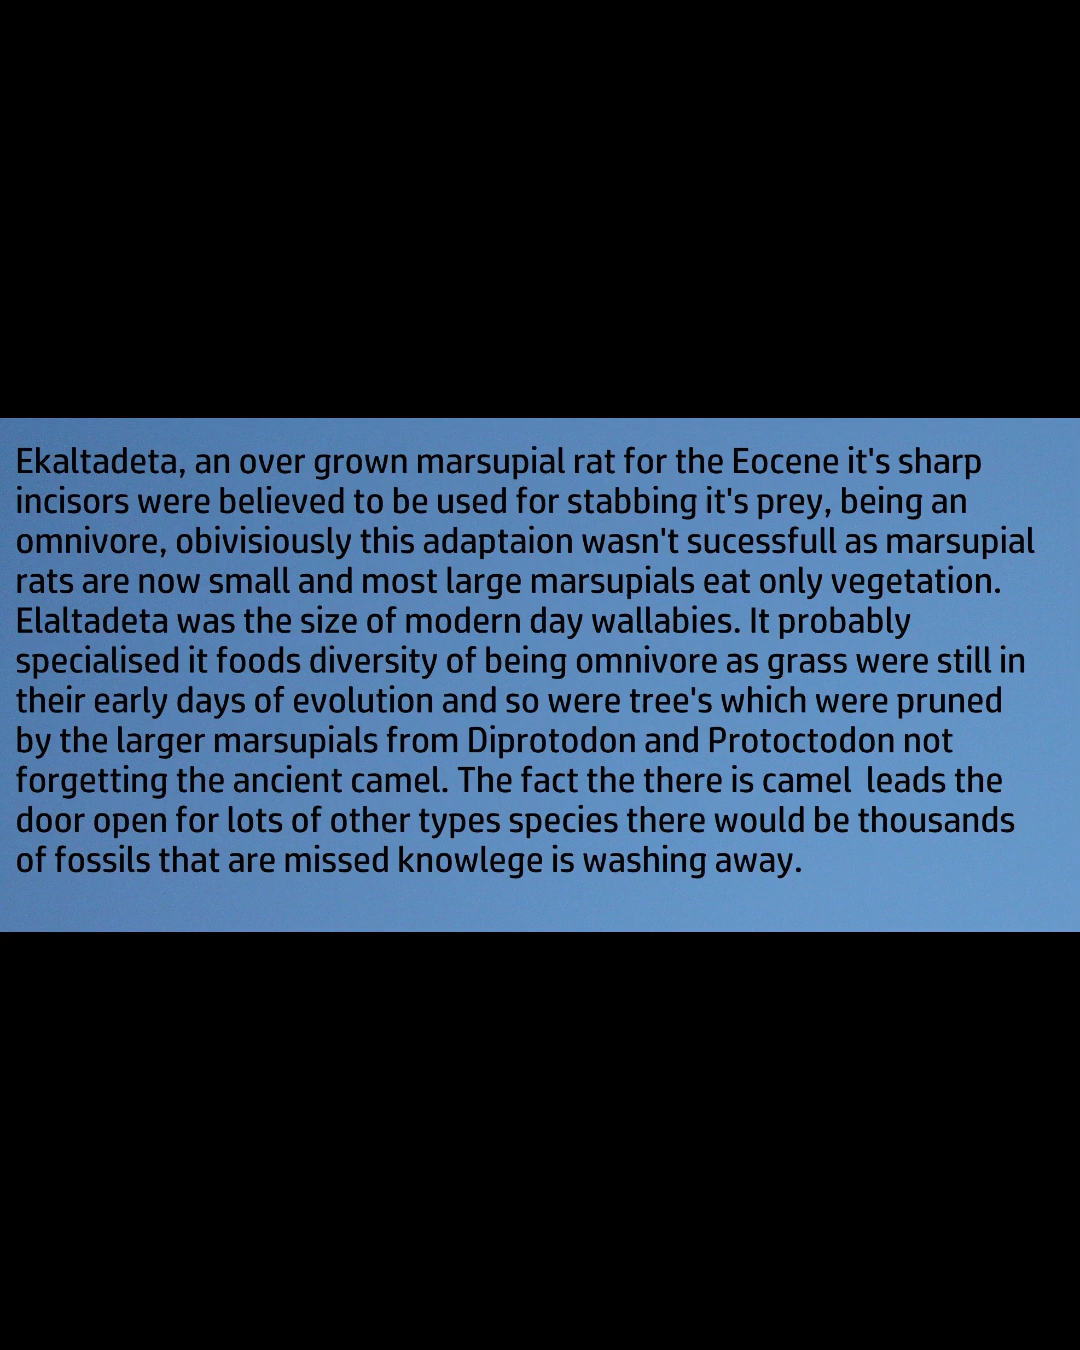 Ekaltadeta, an over grown marsupial rat for the Eocene it's sharp
incisors were believed to be used for stabbing it's prey, being an
omnivore, obivisiously this adaptaion wasn't sucessfull as marsupial
rats are now small and most large marsupials eat only vegetation.
Elaltadeta was the size of modern day wallabies. It probably
specialised it foods diversity of being omnivore as grass were still in
their early days of evolution and so were tree's which were pruned
by the larger marsupials from Diprotodon and Protoctodon not
forgetting the ancient camel. The fact the there is camel  leads the
door open for lots of other types species there would be thousands
of fossils that are missed knowlege is washing away.